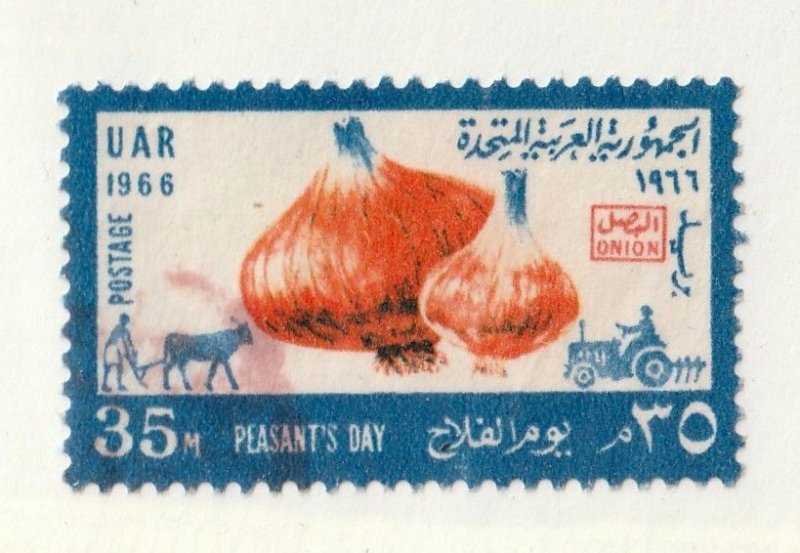 UAR
1966
POSTAGE
الجمهورية العربية المتحدة
١٩٦٦
البصل
ONION
بريد
35M
PEASANT'S DAY
يوم الفلاح
٣٥ م